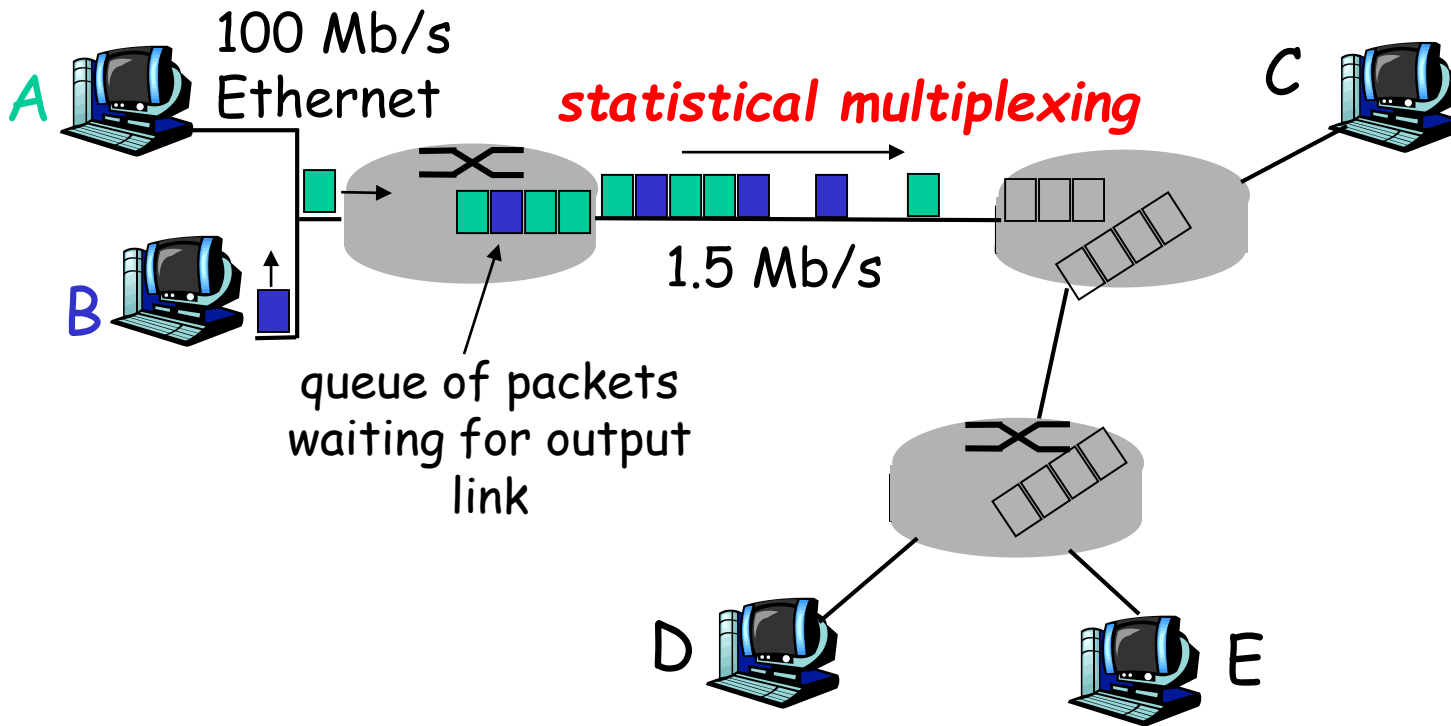 100 Mb/s
Ethernet
A
statistical multiplexing
C
B
1.5 Mb/s
queue of packets
waiting for output
link
D
E